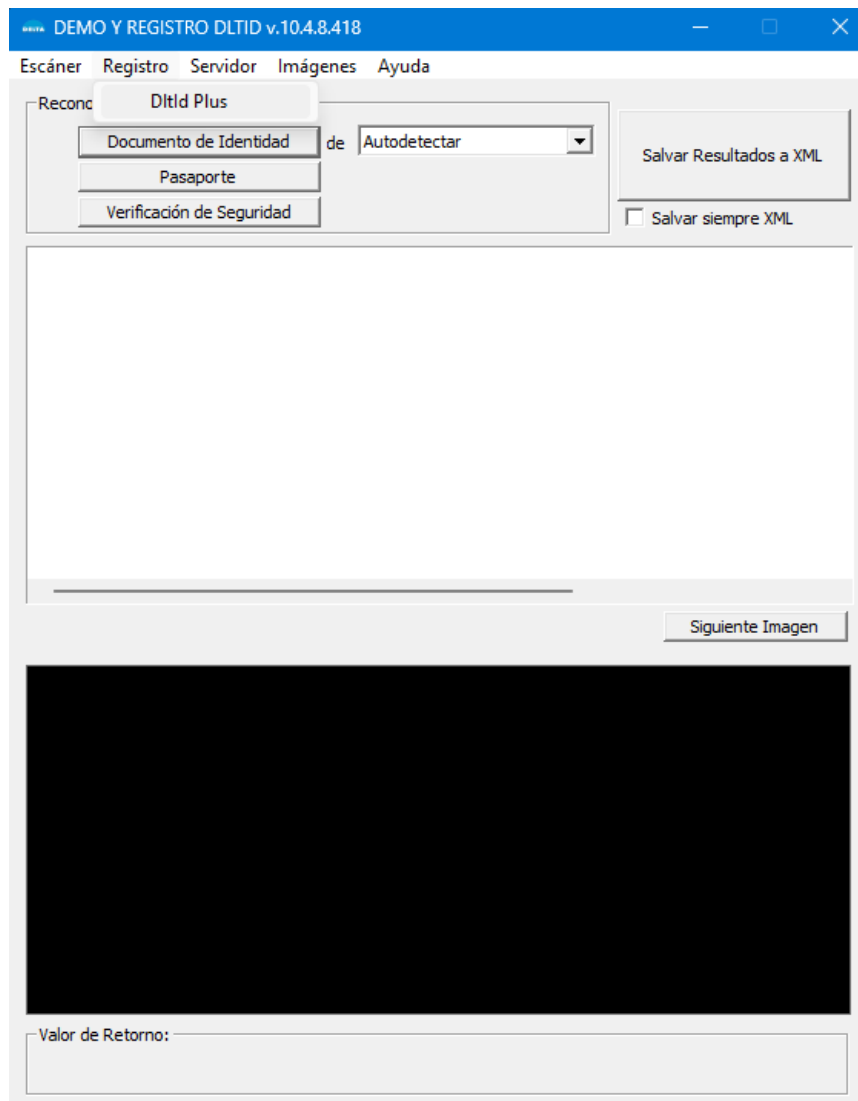 DELTA DEMO Y REGISTRO DLTID v.10.4.8.418
Escáner Registro Servidor Imágenes Ayuda
DltId Plus
Recono
Documento de Identidad de Autodetectar
Pasaporte
Verificación de Seguridad
Salvar Resultados a XML
Salvar siempre XML
Siguiente Imagen
Valor de Retorno: